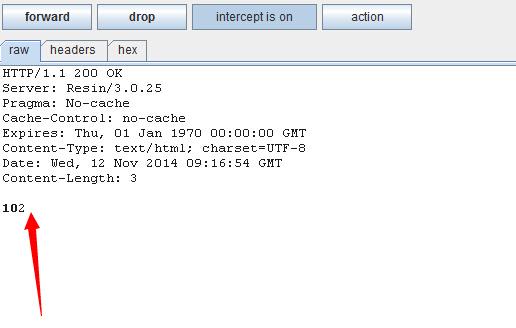 forward drop intercept is on action
raw headers hex
HTTP/1.1 200 OK
Server: Resin/3.0.25
Pragma: No-cache
Cache-Control: no-cache
Expires: Thu, 01 Jan 1970 00:00:00 GMT
Content-Type: text/html; charset=UTF-8
Date: Wed, 12 Nov 2014 09:16:54 GMT
Content-Length: 3
102